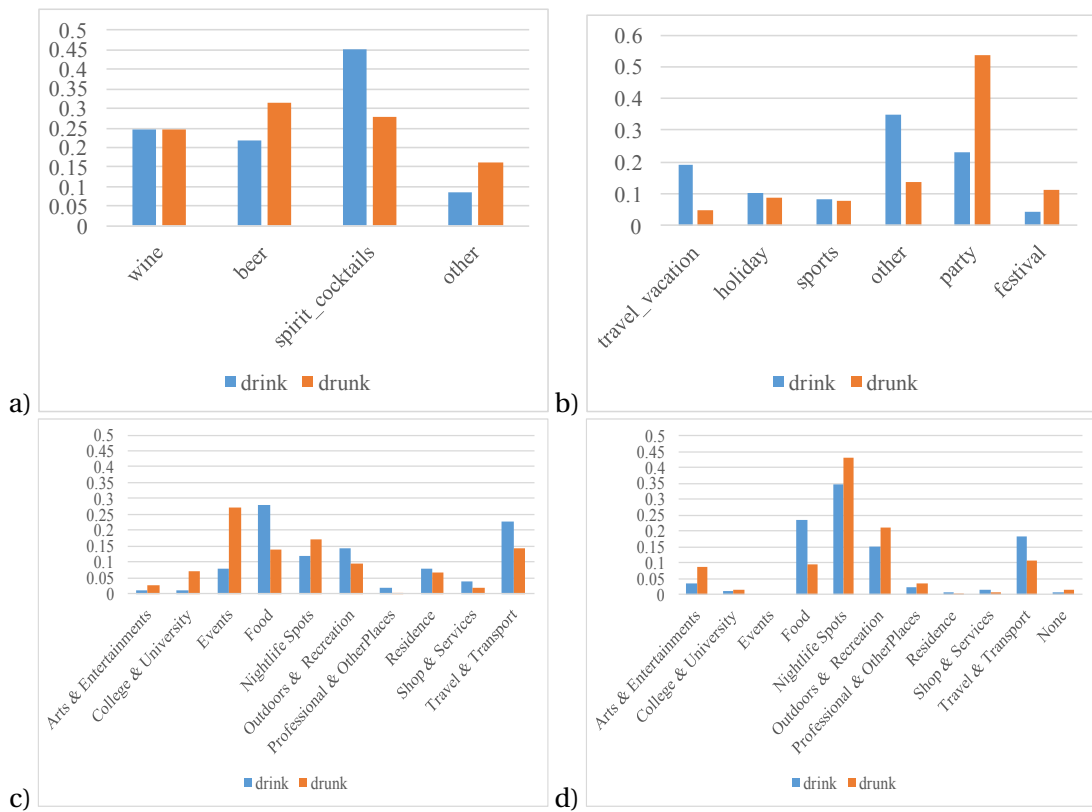 0.5
0.45
0.4
0.35
0.3
0.25
0.2
0.15
0.1
0.05
0
wine
beer
spirit_cocktails
other
drink drunk
a)
0.6
0.5
0.4
0.3
0.2
0.1
0
travel_vacation
holiday
sports
other
party
festival
drink drunk
b)
0.5
0.45
0.4
0.35
0.3
0.25
0.2
0.15
0.1
0.05
0
Arts & Entertainments
College & University
Events
Food
Nightlife Spots
Outdoors & Recreation
Professional & OtherPlaces
Residence
Shop & Services
Travel & Transport
drink drunk
c)
0.5
0.45
0.4
0.35
0.3
0.25
0.2
0.15
0.1
0.05
0
Arts & Entertainments
College & University
Events
Food
Nightlife Spots
Outdoors & Recreation
Professional & OtherPlaces
Residence
Shop & Services
Travel & Transport
None
drink drunk
d)